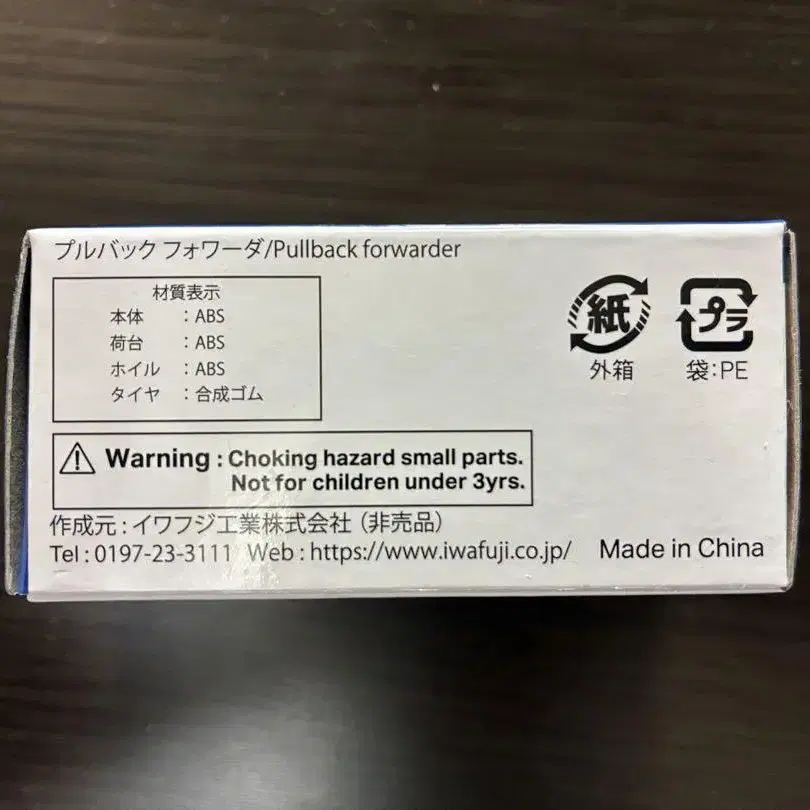 プルバック フォワーダ/Pullback forwarder
材質表示
本体 : ABS
荷台 : ABS
ホイル : ABS
タイヤ : 合成ゴム
紙
外箱
プラ
袋:PE
Warning : Choking hazard small parts.
Not for children under 3yrs.
作成元 : イワフジ工業株式会社 (非売品)
Tel : 0197-23-3111 Web : https://www.iwafuji.co.jp/ Made in China